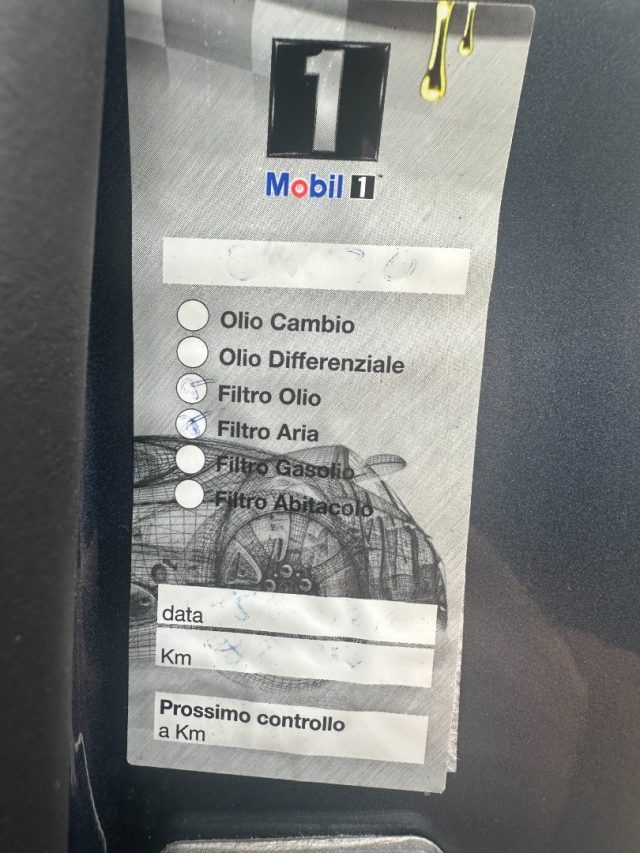 1
Mobil 1™
Olio Cambio
Olio Differenziale
Filtro Olio
Filtro Aria
Filtro Gasolio
Filtro Abitacolo
data
Km
Prossimo controllo
a Km